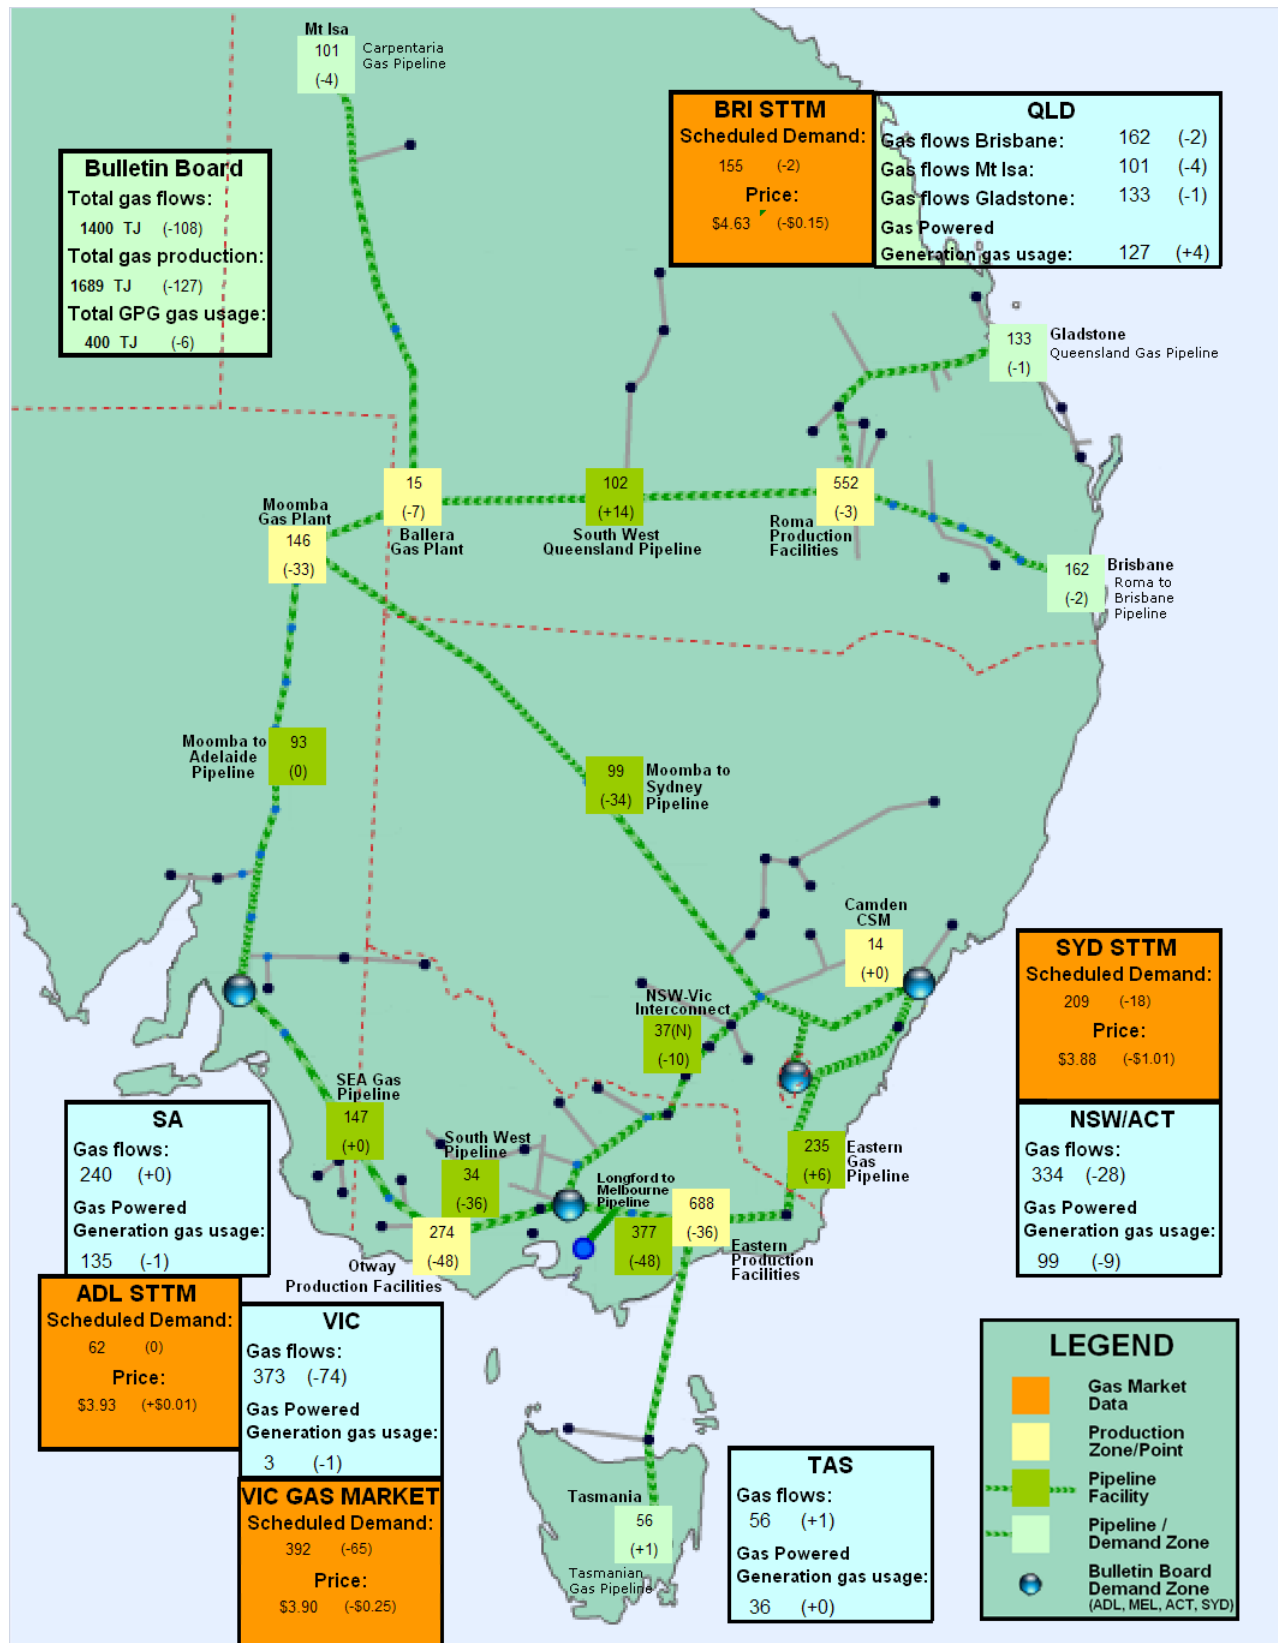 Mt Isa
101
(-4)
Carpentaria
Gas Pipeline
Bulletin Board
Total gas flows:
1400 TJ (-108)
Total gas production:
1689 TJ (-127)
Total GPG gas usage:
400 TJ (-6)
BRI STTM
Scheduled Demand:
155 (-2)
Price:
$4.63 (-$0.15)
QLD
Gas flows Brisbane: 162 (-2)
Gas flows Mt Isa: 101 (-4)
Gas flows Gladstone: 133 (-1)
Gas Powered
Generation gas usage: 127 (+4)
133
(-1)
Gladstone
Queensland Gas Pipeline
Moomba
Gas Plant
146
(-33)
15
(-7)
Ballera
Gas Plant
102
(+14)
South West
Queensland Pipeline
552
(-3)
Roma
Production
Facilities
162
(-2)
Brisbane
Roma to
Brisbane
Pipeline
Moomba to
Adelaide
Pipeline
93
(0)
99
(-34)
Moomba to
Sydney
Pipeline
Camden
CSM
14
(+0)
NSW-Vic
Interconnect
37(N)
(-10)
SYD STTM
Scheduled Demand:
209 (-18)
Price:
$3.88 (-$1.01)
NSW/ACT
Gas flows:
334 (-28)
Gas Powered
Generation gas usage:
99 (-9)
SEA Gas
Pipeline
147
(+0)
South West
Pipeline
34
(-36)
Longford to
Melbourne
Pipeline
377
(-48)
688
(-36)
Eastern
Production
Facilities
235
(+6)
Eastern
Gas
Pipeline
274
(-48)
Otway
Production Facilities
SA
Gas flows:
240 (+0)
Gas Powered
Generation gas usage:
135 (-1)
ADL STTM
Scheduled Demand:
62 (0)
Price:
$3.93 (+$0.01)
VIC
Gas flows:
373 (-74)
Gas Powered
Generation gas usage:
3 (-1)
VIC GAS MARKET
Scheduled Demand:
392 (-65)
Price:
$3.90 (-$0.25)
Tasmania
56
(+1)
Tasmanian
Gas Pipeline
TAS
Gas flows:
56 (+1)
Gas Powered
Generation gas usage:
36 (+0)
LEGEND
Gas Market
Data
Production
Zone/Point
Pipeline
Facility
Pipeline /
Demand Zone
Bulletin Board
Demand Zone
(ADL, MEL, ACT, SYD)